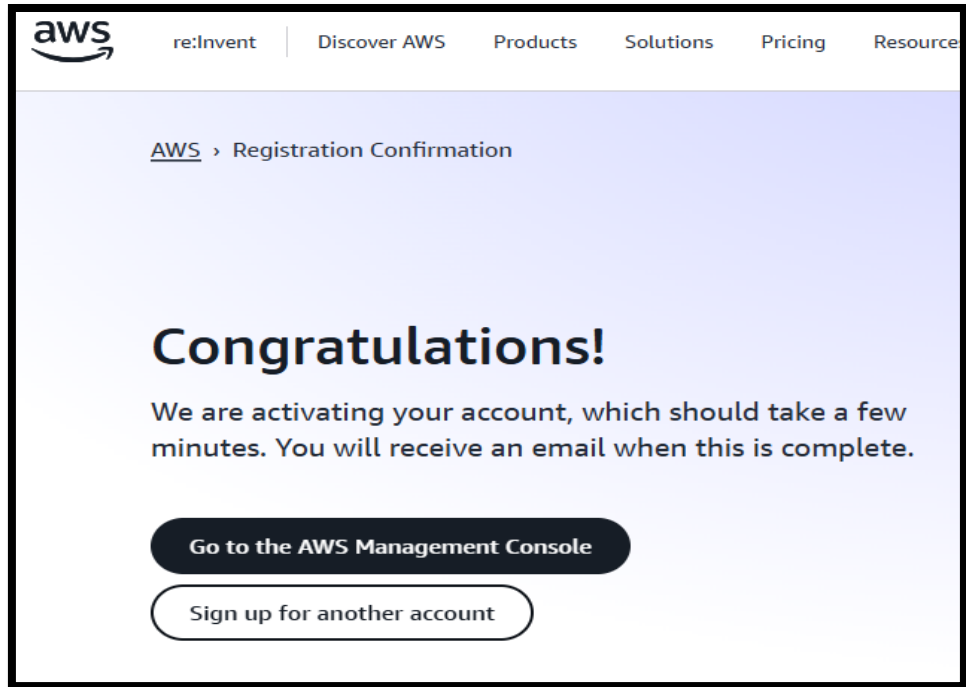 aws
re:Invent Discover AWS Products Solutions Pricing Resources
AWS › Registration Confirmation
Congratulations!
We are activating your account, which should take a few
minutes. You will receive an email when this is complete.
Go to the AWS Management Console
Sign up for another account